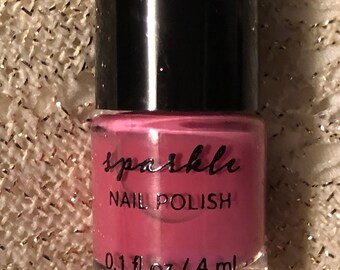 sparkle
NAIL POLISH
0.1 fl oz / 4 ml